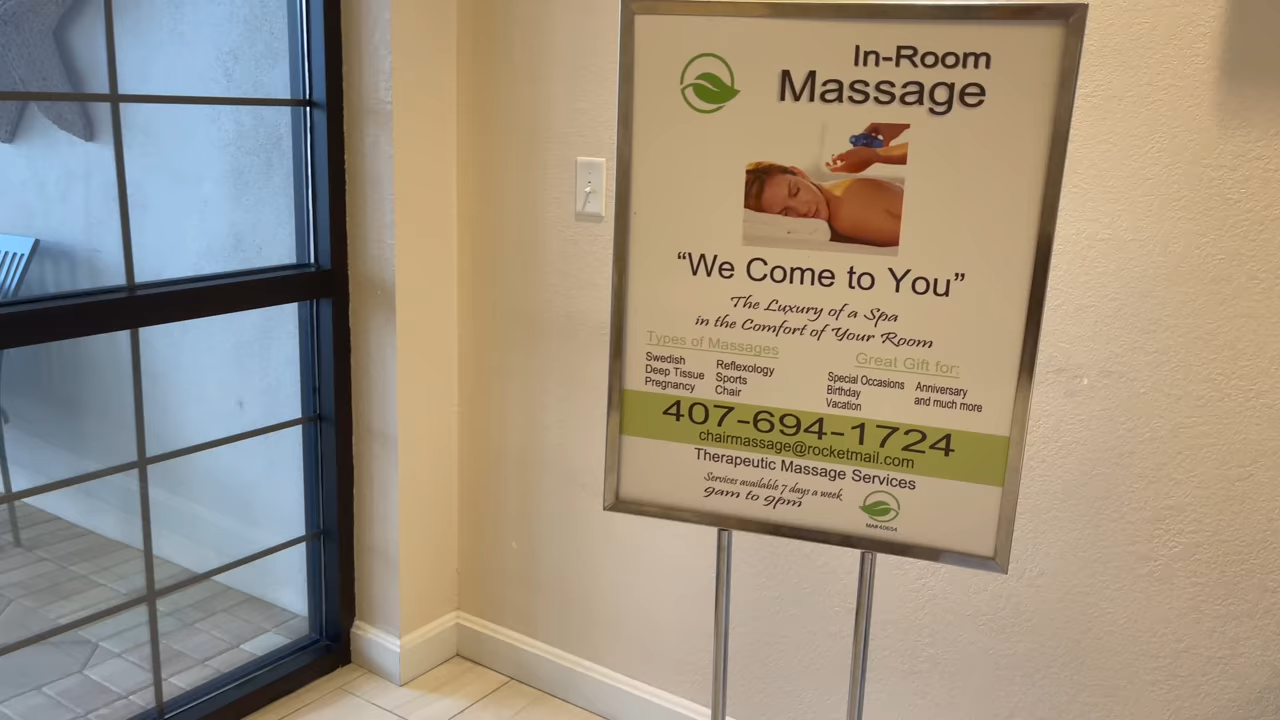 In-Room
Massage
“We Come to You”
The Luxury of a Spa
in the Comfort of Your Room
Types of Massages
Swedish
Deep Tissue
Pregnancy
Reflexology
Sports
Chair
Great Gift for:
Special Occasions
Birthday
Vacation
Anniversary
and much more
407-694-1724
chairmassage@rocketmail.com
Therapeutic Massage Services
Services available 7 days a week
9am to 9pm
MA#40654